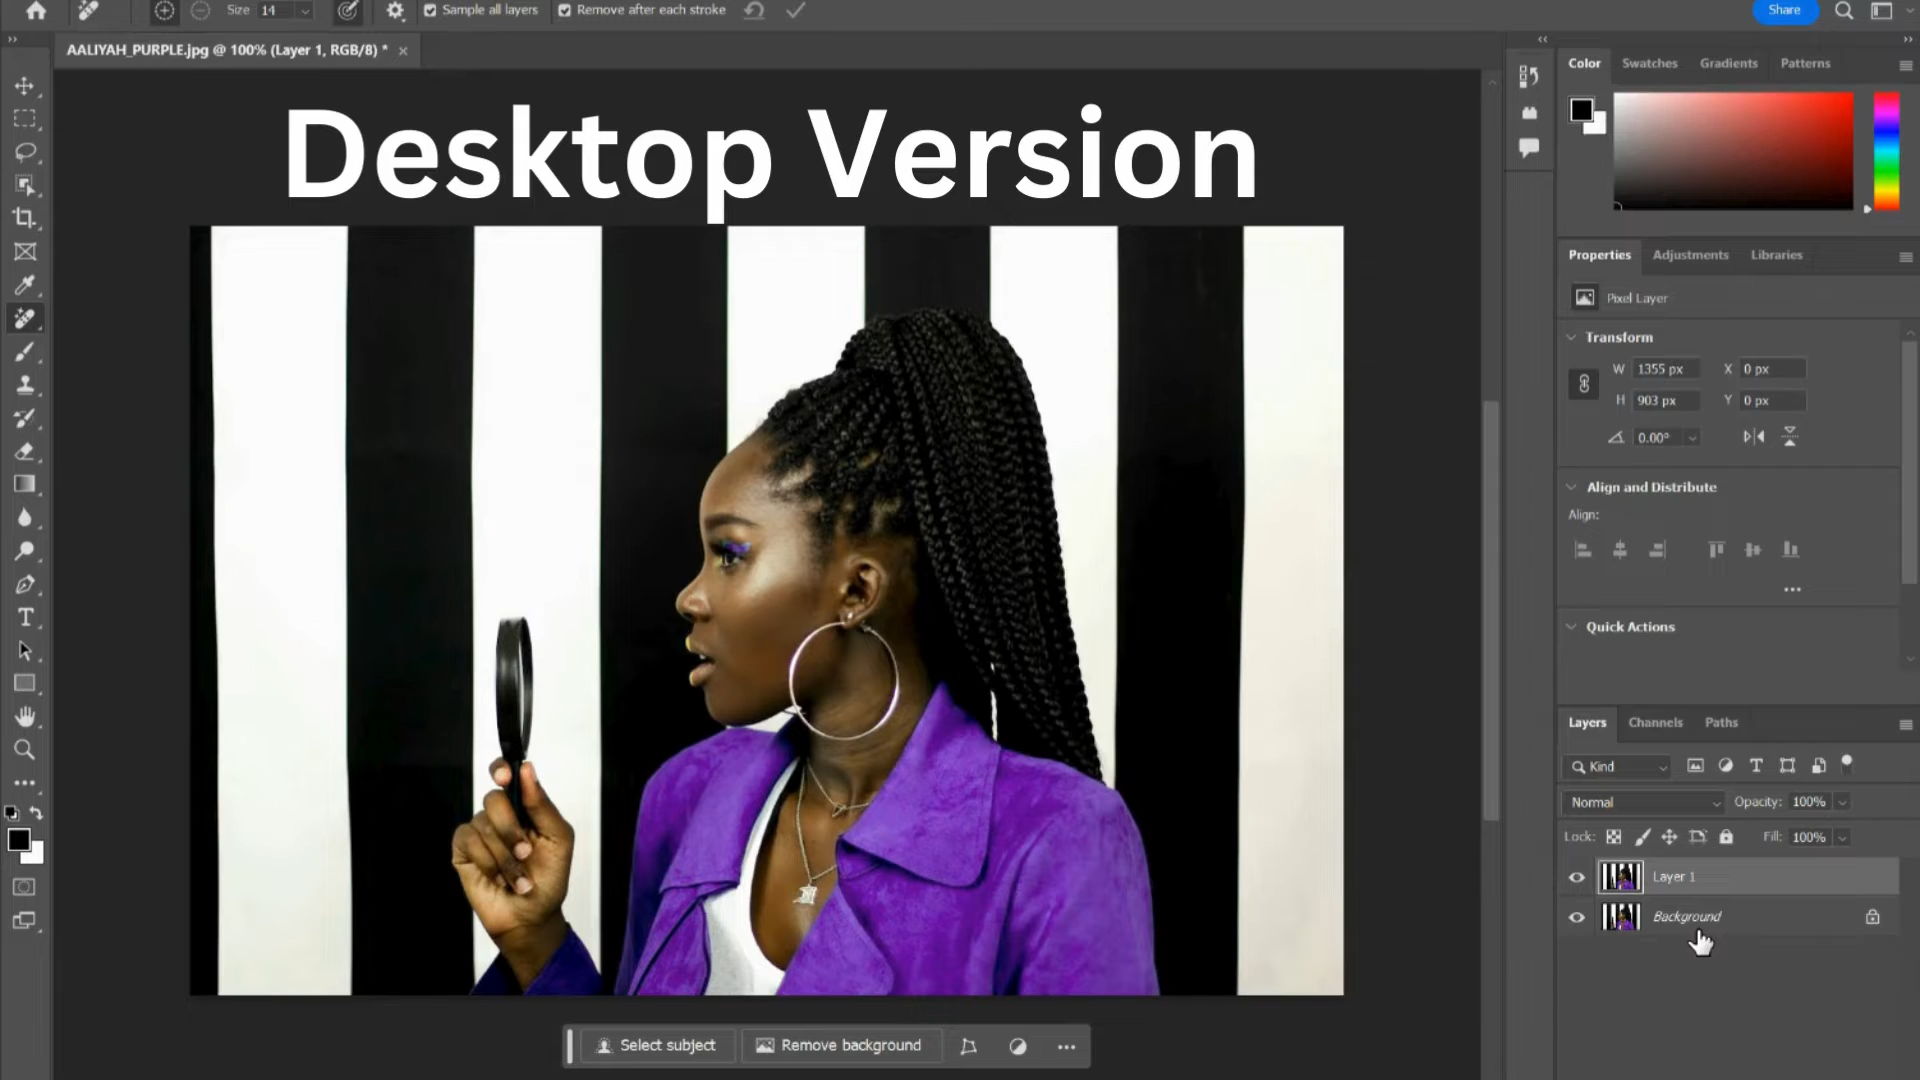 Size 14 Sample all layers Remove after each stroke Share
AALIYAH_PURPLE.jpg @ 100% (Layer 1, RGB/8) *
Desktop Version
Color Swatches Gradients Patterns
Properties Adjustments Libraries
Pixel Layer
Transform
W 1355 px X 0 px
H 903 px Y 0 px
0.00°
Align and Distribute
Align:
Quick Actions
Layers Channels Paths
Kind
Normal Opacity: 100%
Lock: Fill: 100%
Layer 1
Background
Select subject Remove background